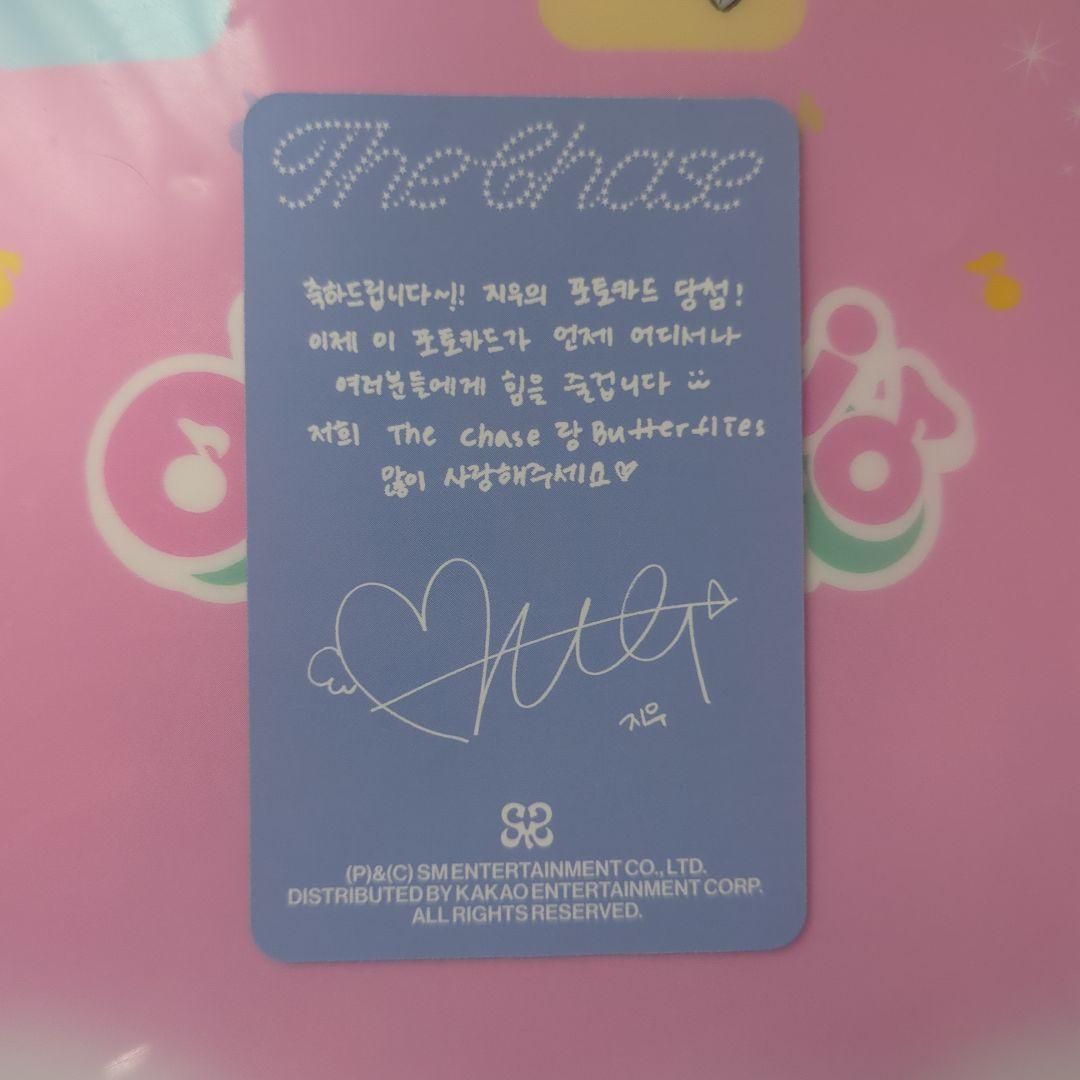 The Chase
축하드립니다~!! 지우의 포토카드 당첨!
이제 이 포토카드가 언제 어디서나
여러분들에게 힘을 줄겁니다
저희 The chase 랑 Butterflies
많이 사랑해주세요♡
지우
(P)&(C) SM ENTERTAINMENT CO., LTD.
DISTRIBUTED BY KAKAO ENTERTAINMENT CORP.
ALL RIGHTS RESERVED.